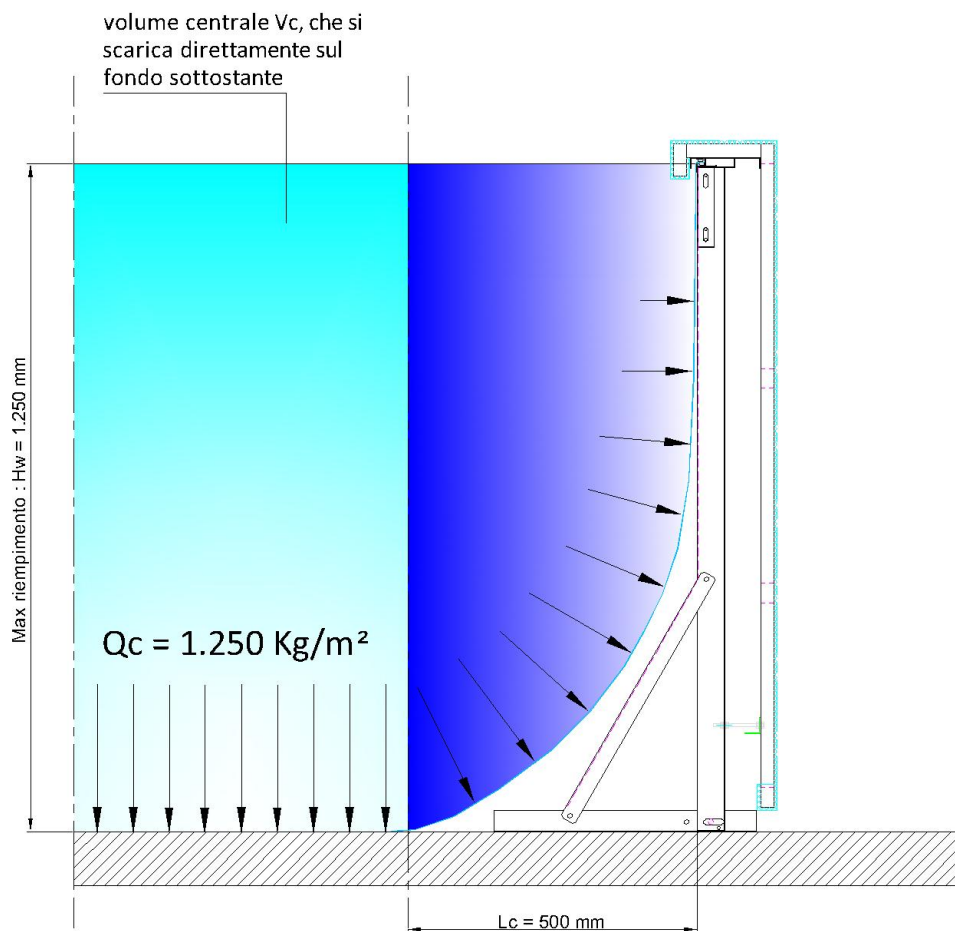 volume centrale Vc, che si
scarica direttamente sul
fondo sottostante
Max riempimento : Hw = 1.250 mm
Qc = 1.250 Kg/m²
Lc = 500 mm